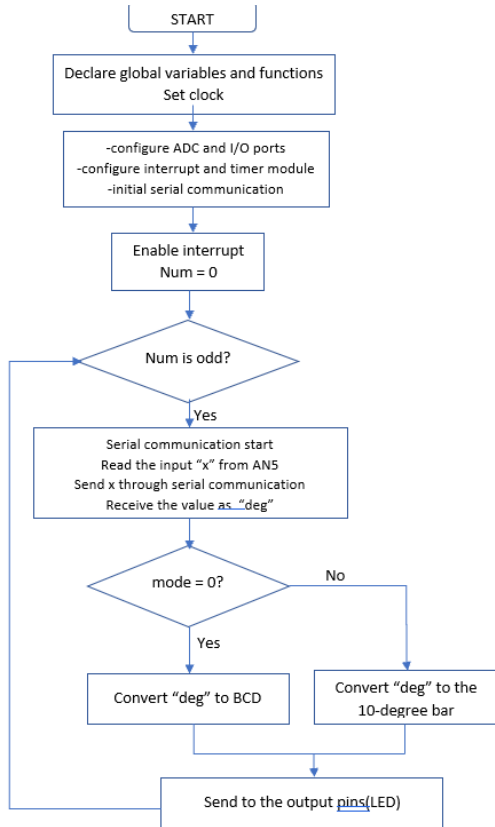 START
Declare global variables and functions
Set clock
-configure ADC and I/O ports
-configure interrupt and timer module
-initial serial communication
Enable interrupt
Num = 0
Num is odd?
Yes
Serial communication start
Read the input “x” from AN5
Send x through serial communication
Receive the value as “deg”
mode = 0?
No
Yes
Convert “deg” to BCD
Convert “deg” to the
10-degree bar
Send to the output pins(LED)